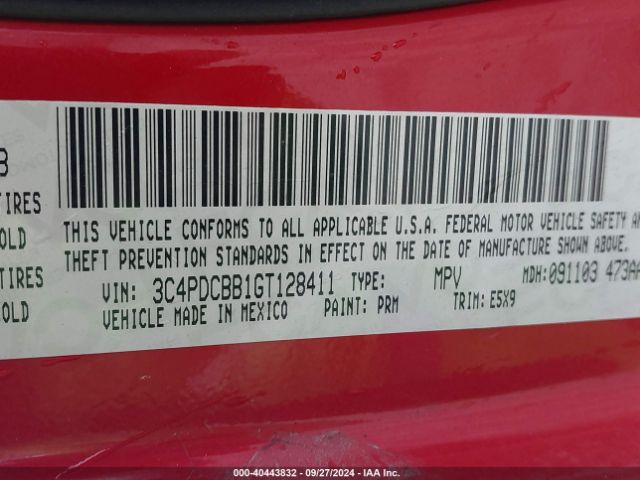 B
TIRES
THIS VEHICLE CONFORMS TO ALL APPLICABLE U.S.A. FEDERAL MOTOR VEHICLE SAFETY
OLD
THEFT PREVENTION STANDARDS IN EFFECT ON THE DATE OF MANUFACTURE SHOWN ABOVE.
TIRES
VIN: 3C4PDCBB1GT128411 TYPE: MPV MDH:091103 473A
OLD
VEHICLE MADE IN MEXICO PAINT: PRM TRIM: E5X9
000-40443832 - 09/27/2024 - IAA Inc.